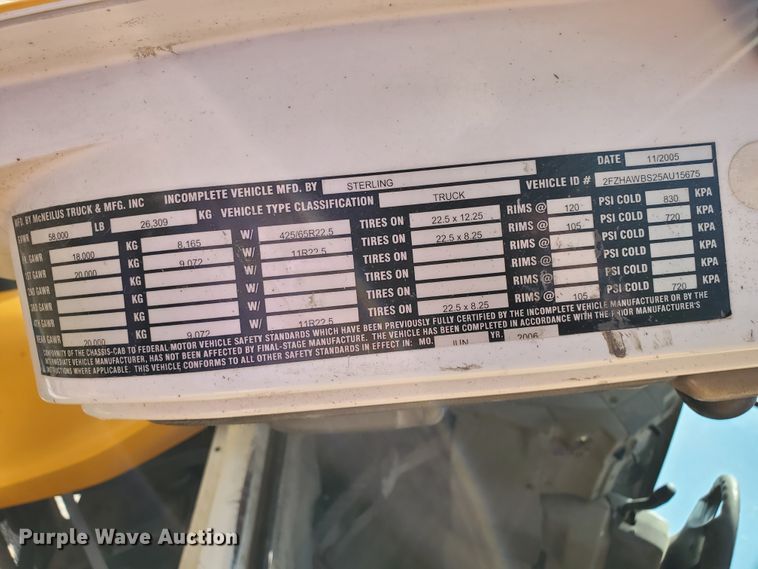 MFD. BY McNEILUS TRUCK & MFG. INC INCOMPLETE VEHICLE MFD. BY STERLING DATE 11/2005
GVWR 58,000 LB 26,309 KG VEHICLE TYPE CLASSIFICATION TRUCK VEHICLE ID # 2FZHAWBS25AU15675
GAWR 18,000 KG 8,165 W/ 425/65R22.5 TIRES ON 22.5 x 12.25 RIMS @ 120 PSI COLD 830 KPA
1ST GAWR 20,000 KG 9,072 W/ 11R22.5 TIRES ON 22.5 x 8.25 RIMS @ 105 PSI COLD 720 KPA
2ND GAWR KG W/ TIRES ON RIMS @ PSI COLD KPA
3RD GAWR KG W/ TIRES ON RIMS @ PSI COLD KPA
4TH GAWR KG W/ TIRES ON RIMS @ PSI COLD KPA
REAR GAWR 20,000 KG 9,072 W/ 11R22.5 TIRES ON 22.5 x 8.25 RIMS @ 105 PSI COLD 720 KPA
CONFORMITY OF THE CHASSIS-CAB TO FEDERAL MOTOR VEHICLE SAFETY STANDARDS WHICH HAVE BEEN PREVIOUSLY FULLY CERTIFIED BY THE INCOMPLETE VEHICLE MANUFACTURER OR BY THE
INTERMEDIATE VEHICLE MANUFACTURER, HAS NOT BEEN AFFECTED BY FINAL-STAGE MANUFACTURE. THE VEHICLE HAS BEEN COMPLETED IN ACCORDANCE WITH THE PRIOR MANUFACTURER'S
INSTRUCTIONS WHERE APPLICABLE. THIS VEHICLE CONFORMS TO ALL OTHER SAFETY STANDARDS IN EFFECT IN: MO. JUN YR. 2006
Purple Wave Auction